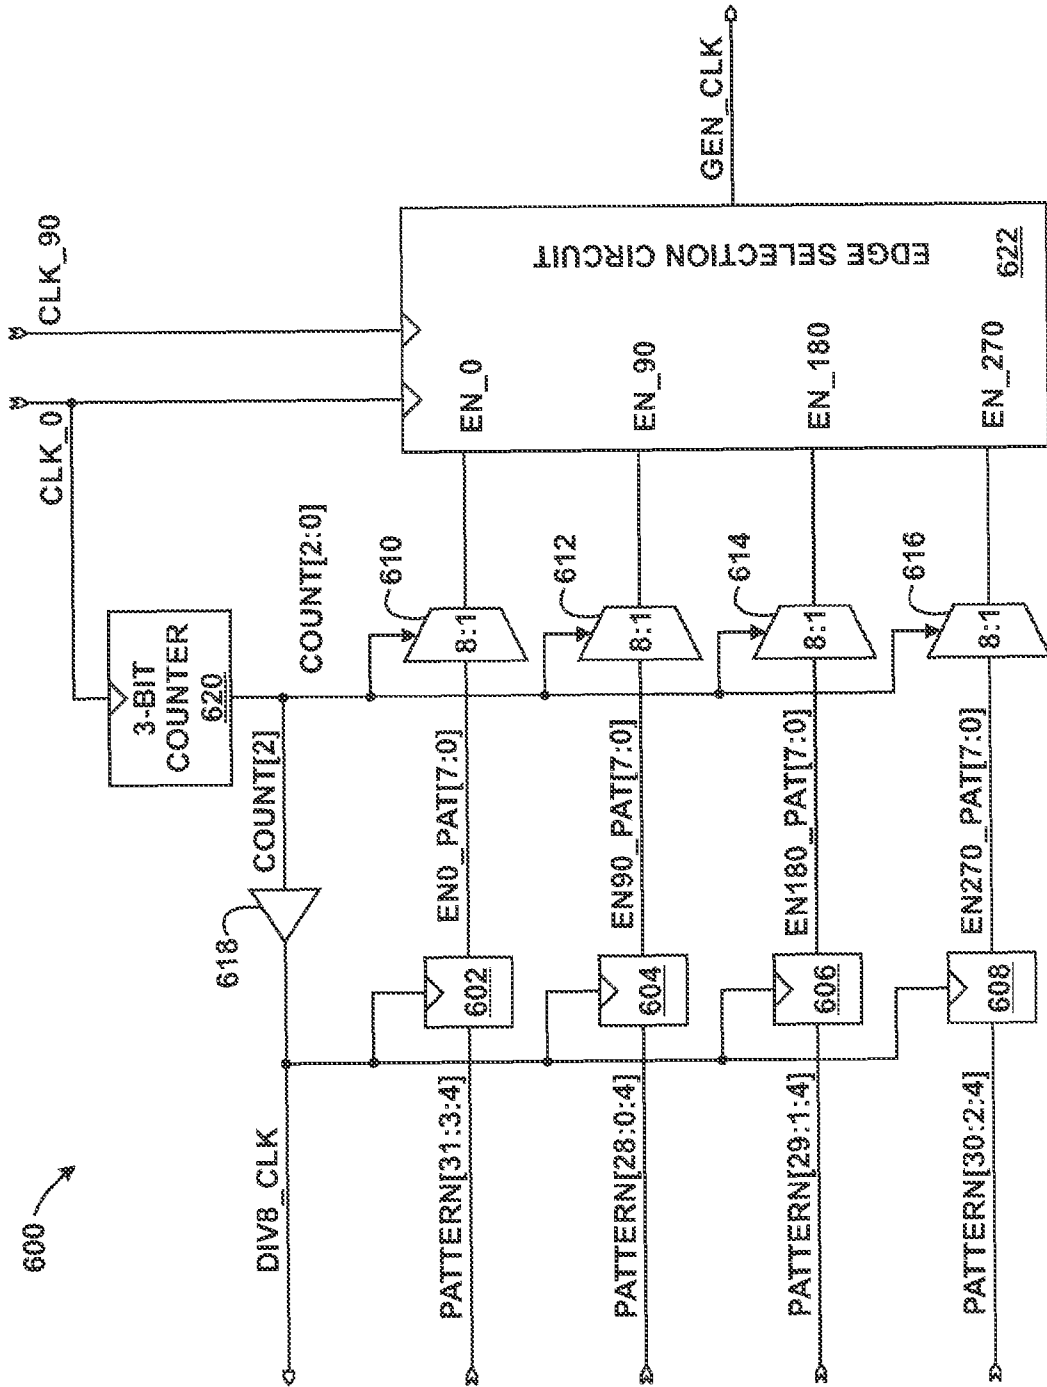 600
CLK_0
CLK_90
3-BIT
COUNTER
620
COUNT[2]
618
COUNT[2:0]
DIV8_CLK
PATTERN[31:3:4]
602
EN0_PAT[7:0]
8:1
610
EN_0
PATTERN[28:0:4]
604
EN90_PAT[7:0]
8:1
612
EN_90
PATTERN[29:1:4]
606
EN180_PAT[7:0]
8:1
614
EN_180
PATTERN[30:2:4]
608
EN270_PAT[7:0]
8:1
616
EN_270
EDGE SELECTION CIRCUIT
622
GEN_CLK